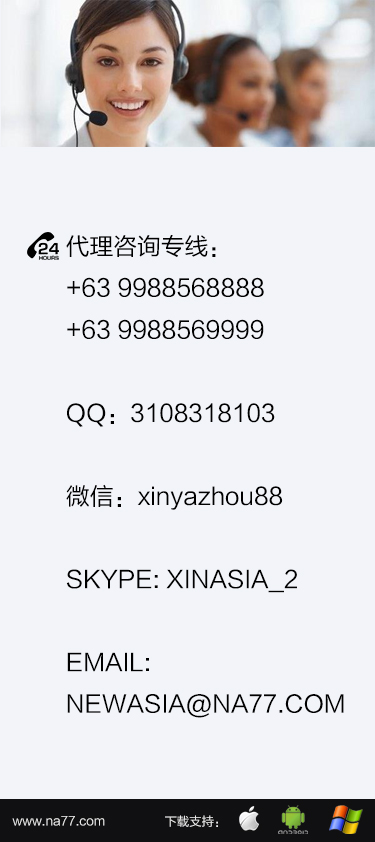 24 HOURS
代理咨询专线：
+63 9988568888
+63 9988569999
QQ：3108318103
微信：xinyazhou88
SKYPE: XINASIA_2
EMAIL:
NEWASIA@NA77.COM
www.na77.com 下载支持： ANDROID